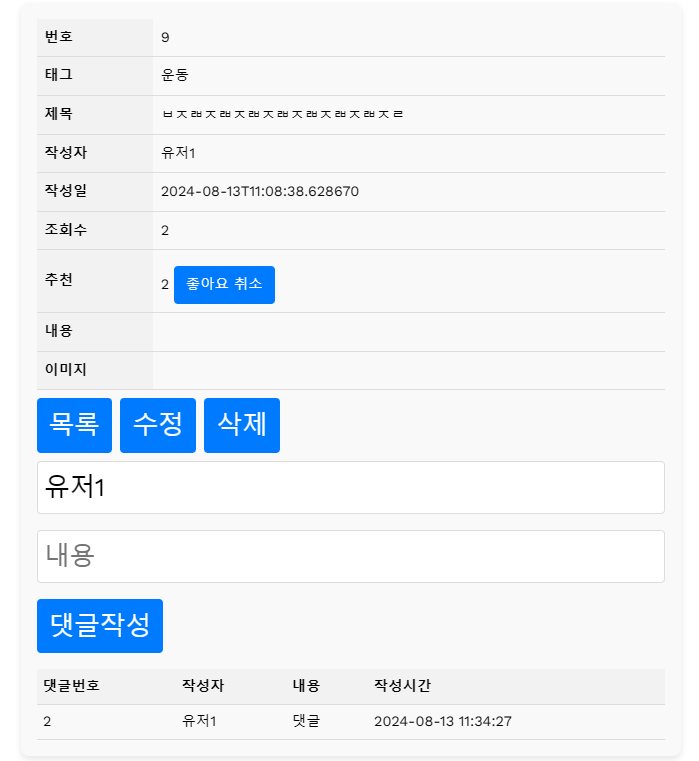 번호 9
태그 운동
제목 ㅂㅈㄻㅈㄻㅈㄻㅈㄻㅈㄻㅈㄻㅈㄻㅈㄹ
작성자 유저1
작성일 2024-08-13T11:08:38.628670
조회수 2
추천 2 좋아요 취소
내용
이미지
목록 수정 삭제
유저1
내용
댓글작성
댓글번호 작성자 내용 작성시간
2 유저1 댓글 2024-08-13 11:34:27